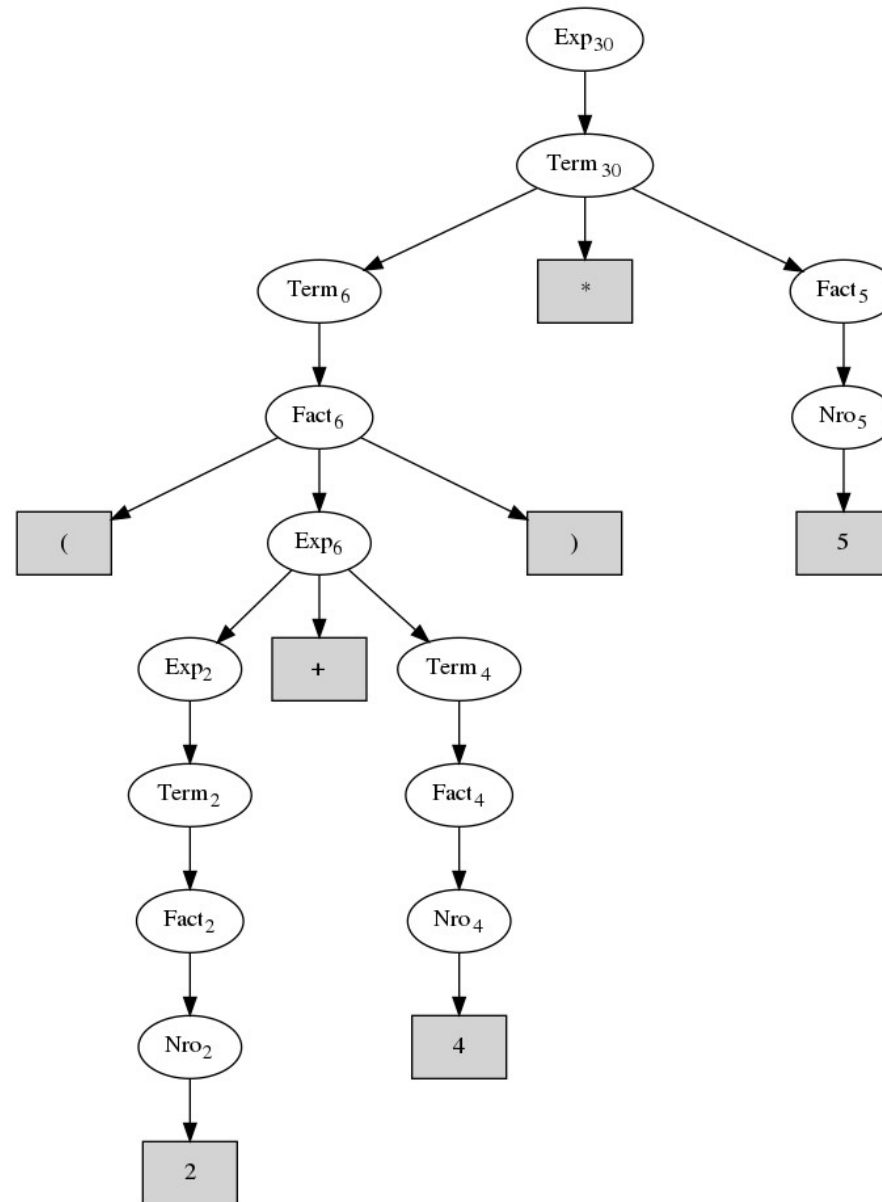 Exp₃₀
Term₃₀
Term₆ * Fact₅
Fact₆ Nro₅
( Exp₆ ) 5
Exp₂ + Term₄
Term₂ Fact₄
Fact₂ Nro₄
Nro₂ 4
2